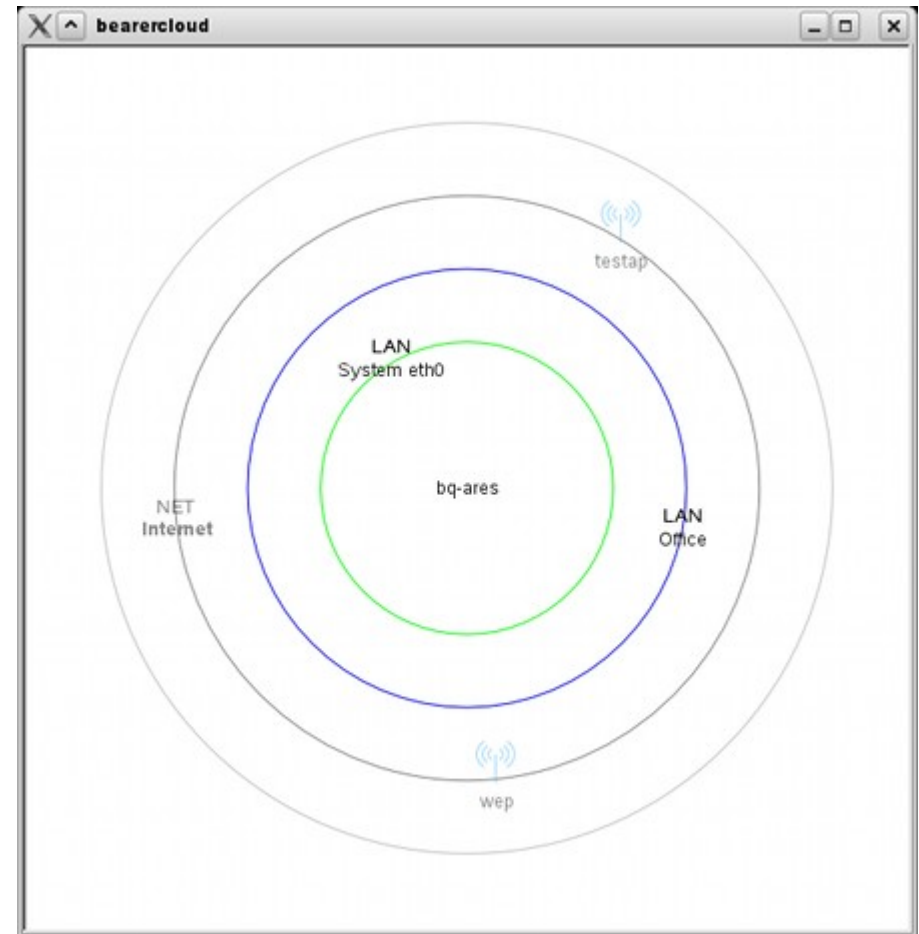 bearercloud
testap
LAN
System eth0
bq-ares
NET
Internet
LAN
Office
wep